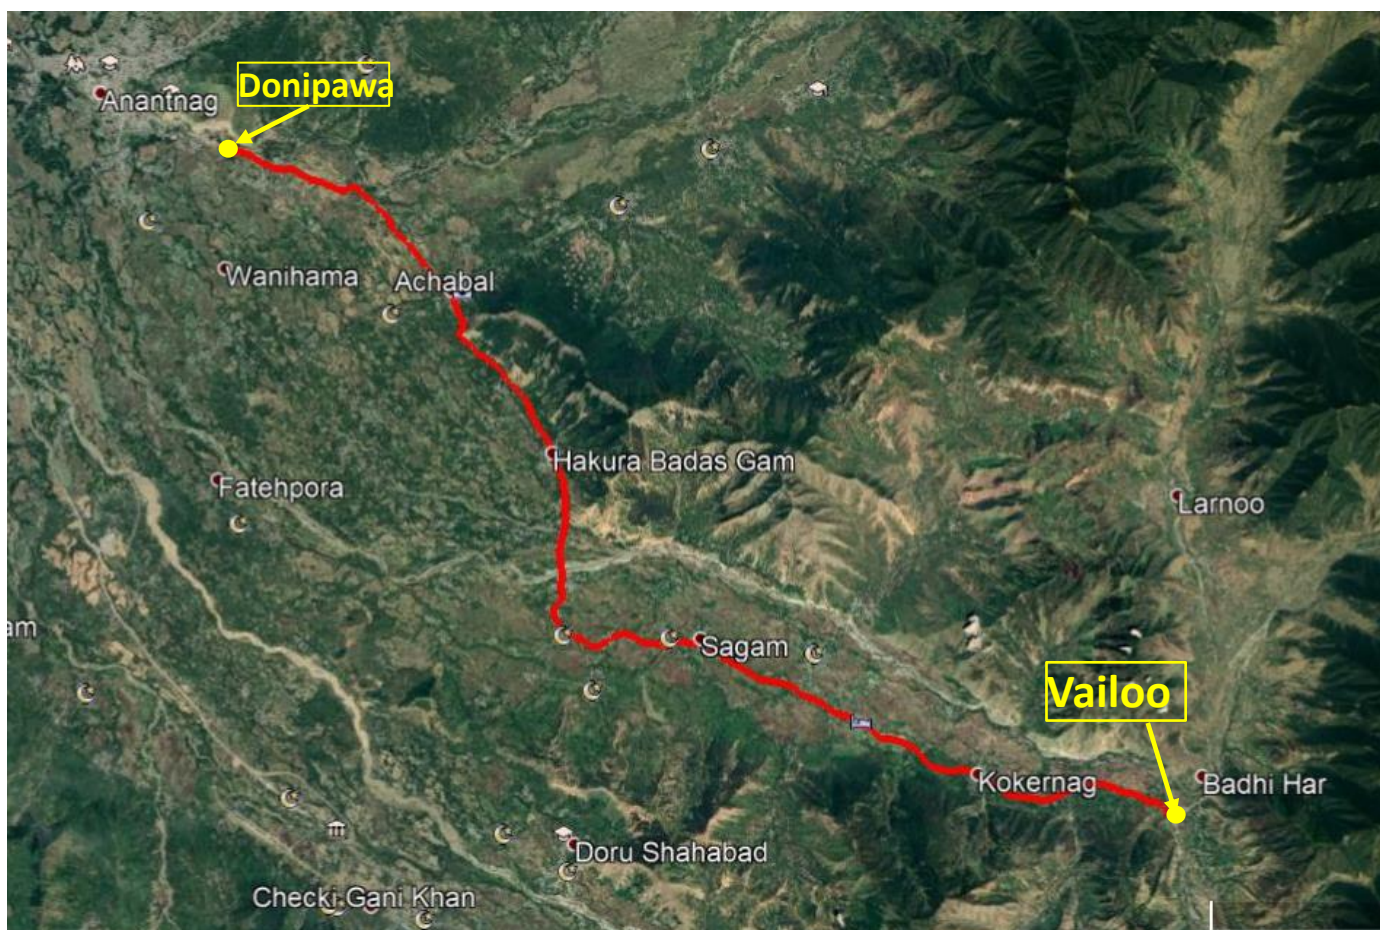 Donipawa
Anantnag
Wanihama
Achabal
Hakura Badas Gam
Fatehpora
Larnoo
am
Sagam
Vailoo
Kokernag
Badhi Har
Doru Shahabad
Checki Gani Khan